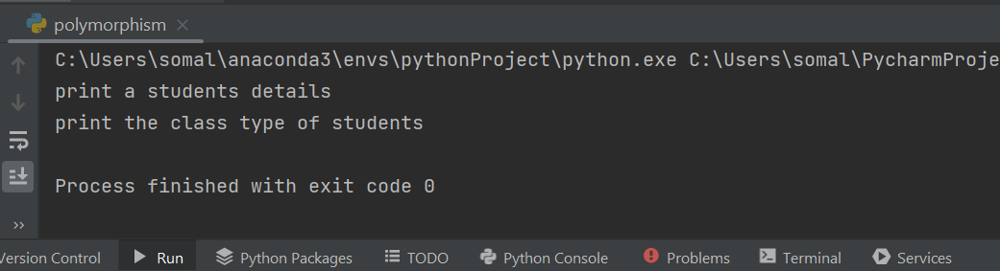 polymorphism
C:\Users\somal\anaconda3\envs\pythonProject\python.exe C:\Users\somal\PycharmProje
print a students details
print the class type of students
Process finished with exit code 0
Version Control Run Python Packages TODO Python Console Problems Terminal Services